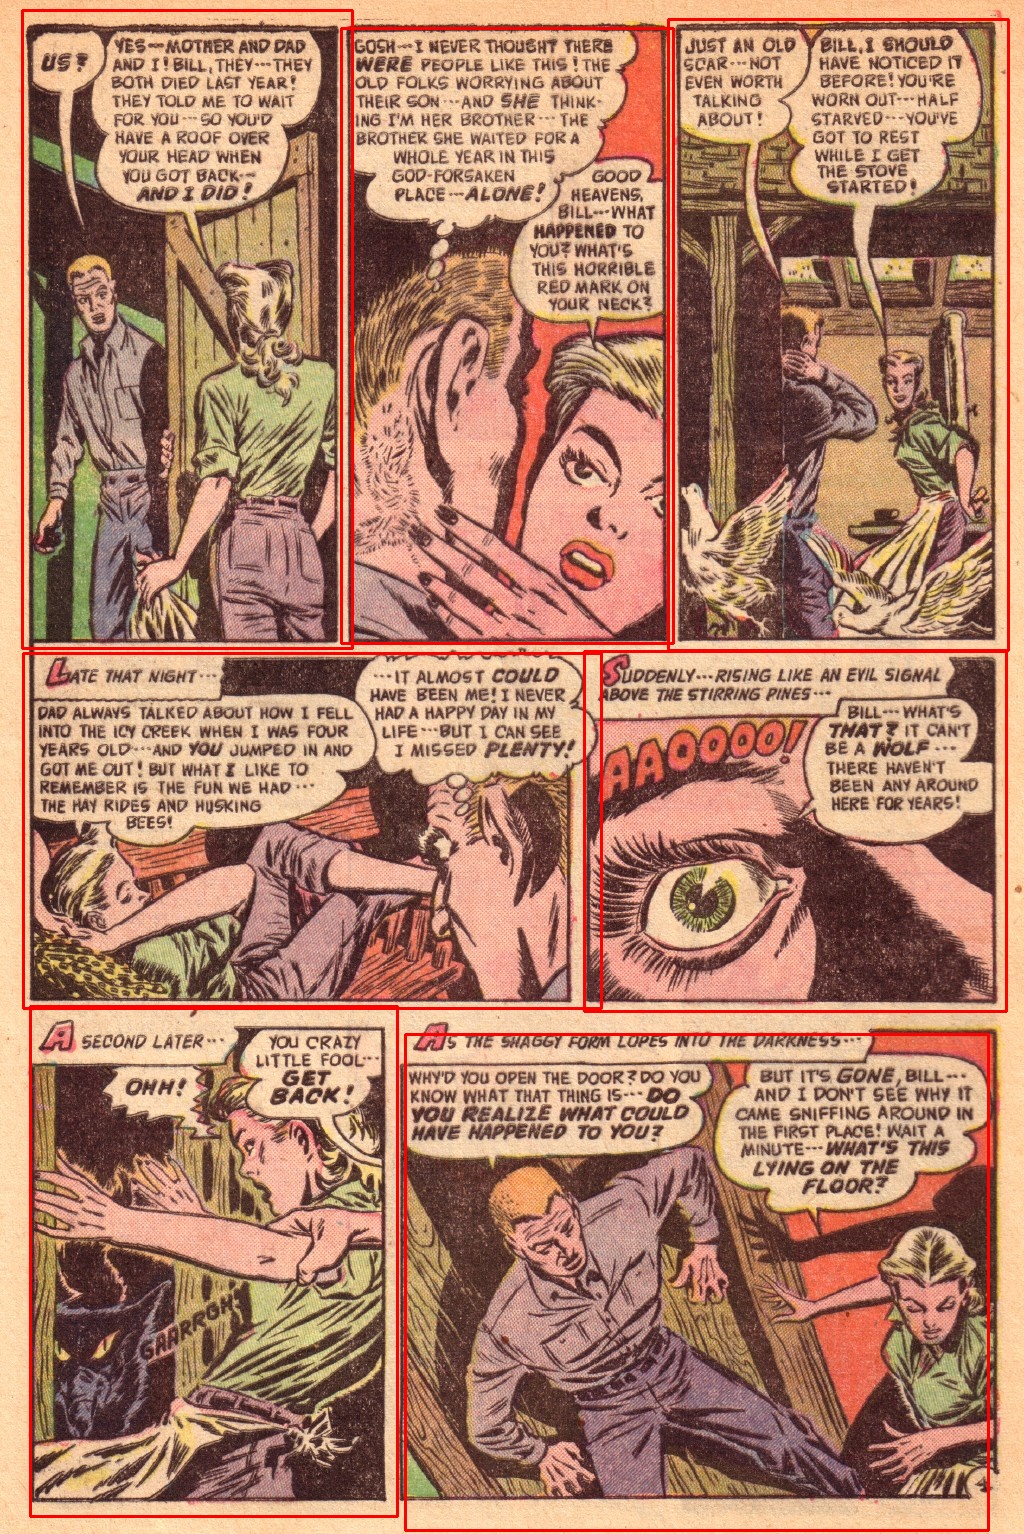 US?
YES--MOTHER AND DAD
AND I! BILL, THEY---THEY
BOTH DIED LAST YEAR!
THEY TOLD ME TO WAIT
FOR YOU---SO YOU'D
HAVE A ROOF OVER
YOUR HEAD WHEN
YOU GOT BACK--
AND I DID!
GOSH--I NEVER THOUGHT THERE
WERE PEOPLE LIKE THIS! THE
OLD FOLKS WORRYING ABOUT
THEIR SON---AND SHE THINK-
ING I'M HER BROTHER---THE
BROTHER SHE WAITED FOR A
WHOLE YEAR IN THIS
GOD-FORSAKEN
PLACE---ALONE!
GOOD
HEAVENS,
BILL---WHAT
HAPPENED TO
YOU? WHAT'S
THIS HORRIBLE
RED MARK ON
YOUR NECK?
JUST AN OLD
SCAR---NOT
EVEN WORTH
TALKING
ABOUT!
BILL, I SHOULD
HAVE NOTICED IT
BEFORE! YOU'RE
WORN OUT---HALF
STARVED---YOU'VE
GOT TO REST
WHILE I GET
THE STOVE
STARTED!
LATE THAT NIGHT---
DAD ALWAYS TALKED ABOUT HOW I FELL
INTO THE ICY CREEK WHEN I WAS FOUR
YEARS OLD---AND YOU JUMPED IN AND
GOT ME OUT! BUT WHAT I LIKE TO
REMEMBER IS THE FUN WE HAD---
THE HAY RIDES AND HUSKING
BEES!
---IT ALMOST COULD
HAVE BEEN ME! I NEVER
HAD A HAPPY DAY IN MY
LIFE---BUT I CAN SEE
I MISSED PLENTY!
SUDDENLY---RISING LIKE AN EVIL SIGNAL
ABOVE THE STIRRING PINES---
AAOOOO!
BILL--WHAT'S
THAT? IT CAN'T
BE A WOLF---
THERE HAVEN'T
BEEN ANY AROUND
HERE FOR YEARS!
A SECOND LATER---
OHH!
YOU CRAZY
LITTLE FOOL---
GET
BACK!
GRARRGH!
AS THE SHAGGY FORM LOPES INTO THE DARKNESS---
WHY'D YOU OPEN THE DOOR? DO YOU
KNOW WHAT THAT THING IS---DO
YOU REALIZE WHAT COULD
HAVE HAPPENED TO YOU?
BUT IT'S GONE, BILL---
AND I DON'T SEE WHY IT
CAME SNIFFING AROUND IN
THE FIRST PLACE! WAIT A
MINUTE---WHAT'S THIS
LYING ON THE
FLOOR?
4